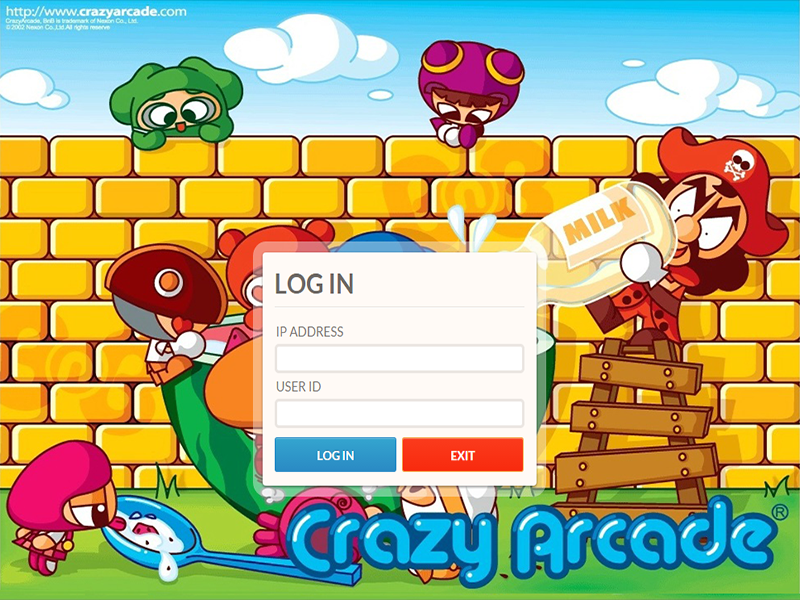 http://www.crazyarcade.com
CrazyArcade, BnB is trademark of Nexon Co., Ltd.
©2002 Nexon Co.,Ltd.All rights reserve
MILK
LOG IN
IP ADDRESS
USER ID
LOG IN
EXIT
Crazy Arcade®